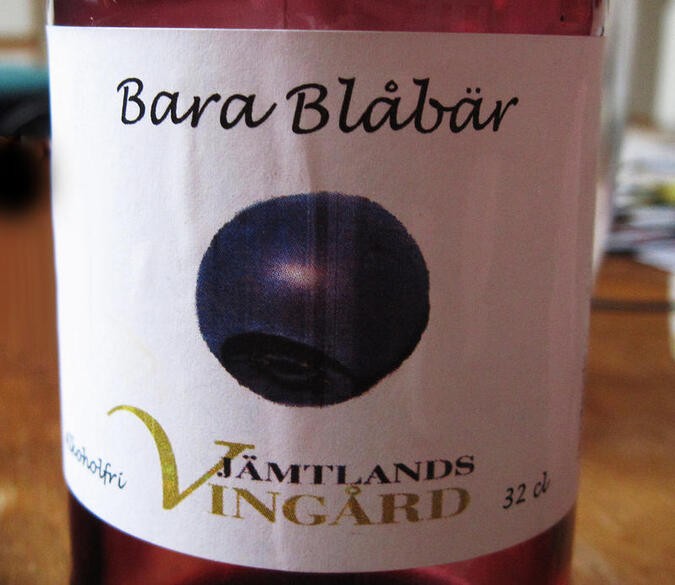 Bara Blåbär
Alkoholfri
JÄMTLANDS
VINGÅRD
32 cl